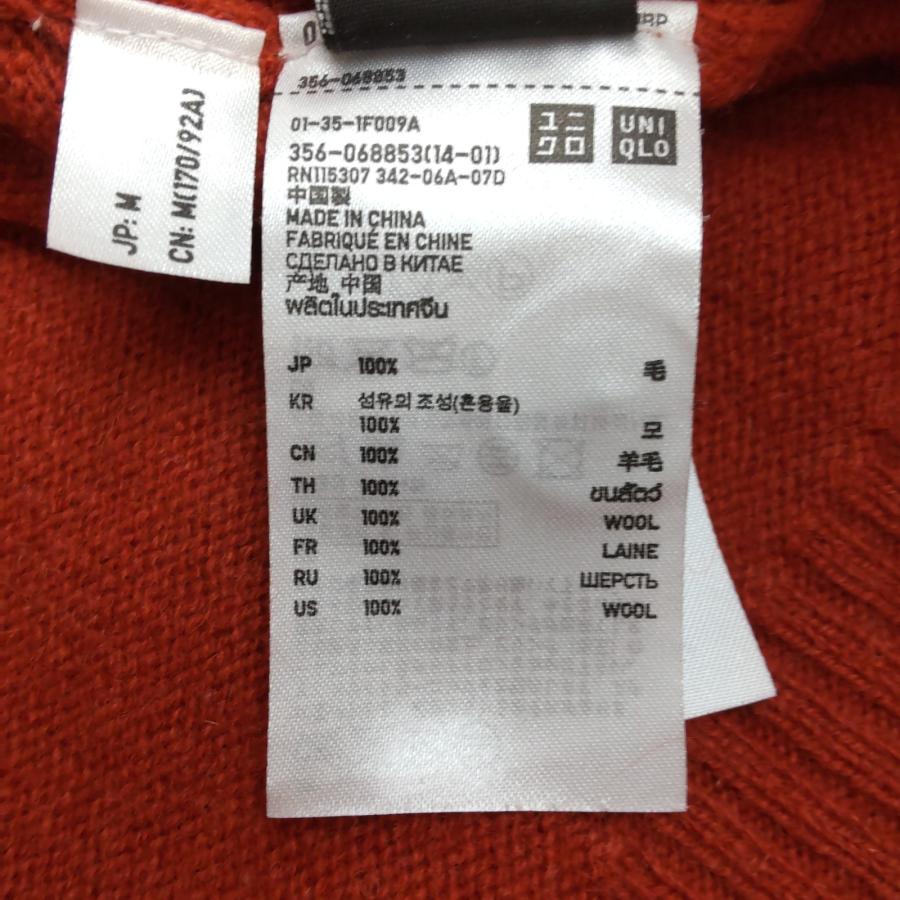 JP: M
CN: M(170/92A)
356-068853
01-35-1F009A
ユニ
クロ
UNI
QLO
356-068853(14-01)
RN115307 342-06A-07D
中国製
MADE IN CHINA
FABRIQUÉ EN CHINE
СДЕЛАНО В КИТАЕ
产地 中国
ผลิตในประเทศจีน
JP 100% 毛
KR 섬유의 조성(혼용율)
100% 모
CN 100% 羊毛
TH 100% ขนสัตว์
UK 100% WOOL
FR 100% LAINE
RU 100% ШЕРСТЬ
US 100% WOOL